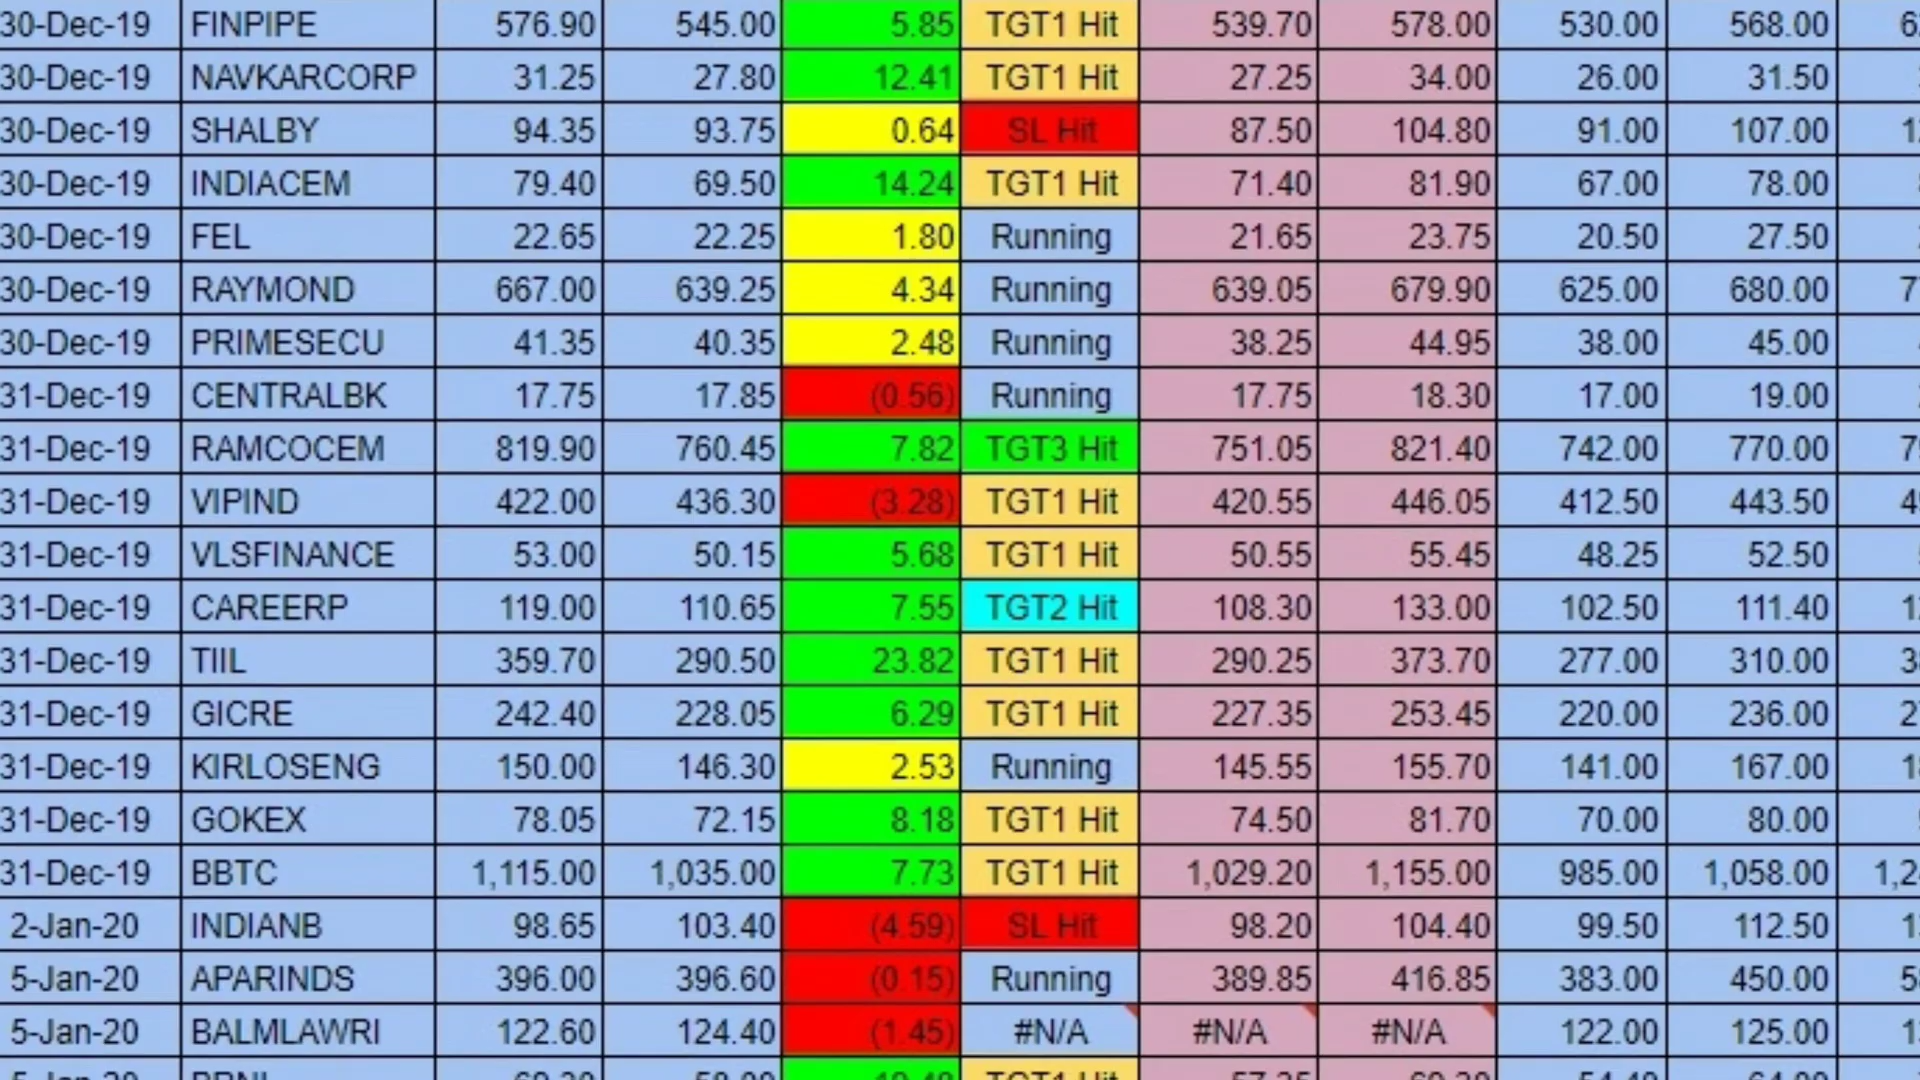 30-Dec-19 FINPIPE 576.90 545.00 5.85 TGT1 Hit 539.70 578.00 530.00 568.00
30-Dec-19 NAVKARCORP 31.25 27.80 12.41 TGT1 Hit 27.25 34.00 26.00 31.50
30-Dec-19 SHALBY 94.35 93.75 0.64 SL Hit 87.50 104.80 91.00 107.00
30-Dec-19 INDIACEM 79.40 69.50 14.24 TGT1 Hit 71.40 81.90 67.00 78.00
30-Dec-19 FEL 22.65 22.25 1.80 Running 21.65 23.75 20.50 27.50
30-Dec-19 RAYMOND 667.00 639.25 4.34 Running 639.05 679.90 625.00 680.00
30-Dec-19 PRIMESECU 41.35 40.35 2.48 Running 38.25 44.95 38.00 45.00
31-Dec-19 CENTRALBK 17.75 17.85 (0.56) Running 17.75 18.30 17.00 19.00
31-Dec-19 RAMCOCEM 819.90 760.45 7.82 TGT3 Hit 751.05 821.40 742.00 770.00
31-Dec-19 VIPIND 422.00 436.30 (3.28) TGT1 Hit 420.55 446.05 412.50 443.50
31-Dec-19 VLSFINANCE 53.00 50.15 5.68 TGT1 Hit 50.55 55.45 48.25 52.50
31-Dec-19 CAREERP 119.00 110.65 7.55 TGT2 Hit 108.30 133.00 102.50 111.40
31-Dec-19 TIIL 359.70 290.50 23.82 TGT1 Hit 290.25 373.70 277.00 310.00
31-Dec-19 GICRE 242.40 228.05 6.29 TGT1 Hit 227.35 253.45 220.00 236.00
31-Dec-19 KIRLOSENG 150.00 146.30 2.53 Running 145.55 155.70 141.00 167.00
31-Dec-19 GOKEX 78.05 72.15 8.18 TGT1 Hit 74.50 81.70 70.00 80.00
31-Dec-19 BBTC 1,115.00 1,035.00 7.73 TGT1 Hit 1,029.20 1,155.00 985.00 1,058.00
2-Jan-20 INDIANB 98.65 103.40 (4.59) SL Hit 98.20 104.40 99.50 112.50
5-Jan-20 APARINDS 396.00 396.60 (0.15) Running 389.85 416.85 383.00 450.00
5-Jan-20 BALMLAWRI 122.60 124.40 (1.45) #N/A #N/A #N/A 122.00 125.00
TGT1 Hit